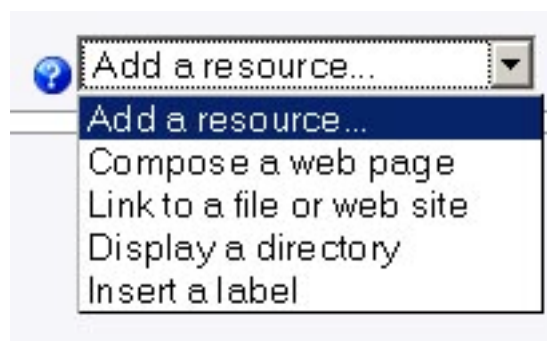 Add a resource...
Add a resource...
Compose a web page
Link to a file or web site
Display a directory
Insert a label